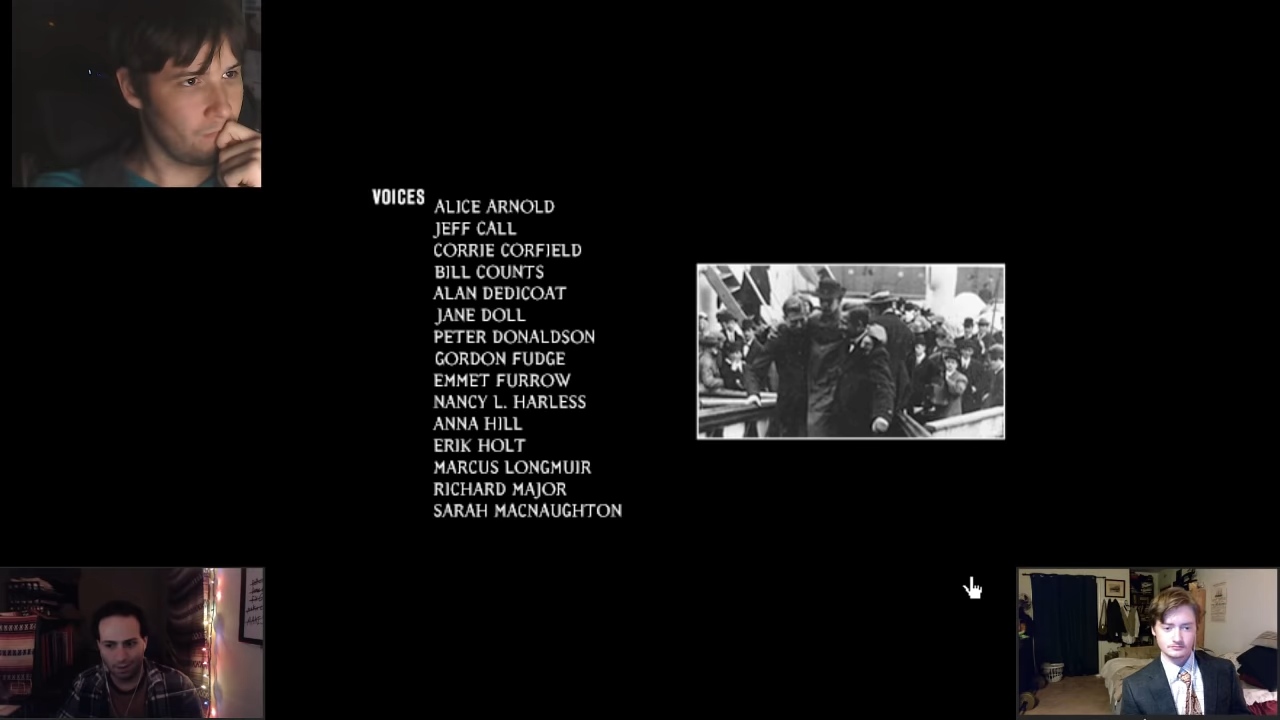 VOICES
ALICE ARNOLD
JEFF CALL
CORRIE CORFIELD
BILL COUNTS
ALAN DEDICOAT
JANE DOLL
PETER DONALDSON
GORDON FUDGE
EMMET FURROW
NANCY L. HARLESS
ANNA HILL
ERIK HOLT
MARCUS LONGMUIR
RICHARD MAJOR
SARAH MACNAUGHTON